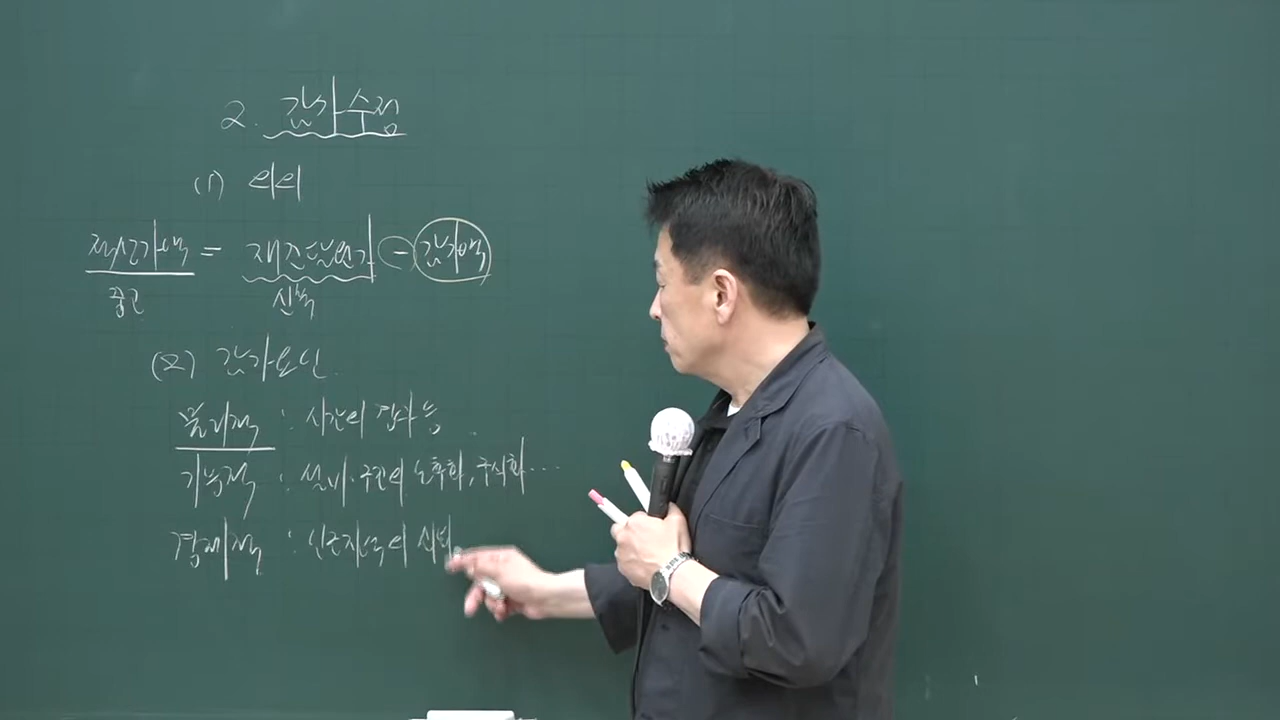 2. 감가수정
(1) 의의
적산가액 = 재조달원가 - 감가액
중고 신축
(2) 감가요인
물리적 : 시간의 경과 등
기능적 : 설비·구조의 노후화, 구식화...
경제적 : 인근지역의 쇠퇴